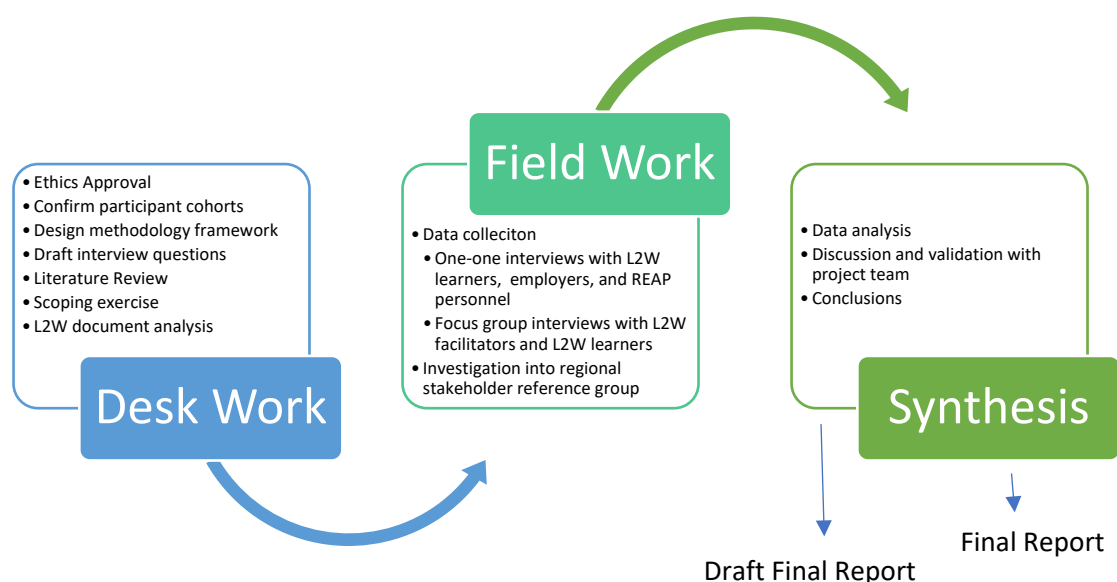 • Ethics Approval
• Confirm participant cohorts
• Design methodology framework
• Draft interview questions
• Literature Review
• Scoping exercise
• L2W document analysis
Desk Work
Field Work
• Data colleciton
• One-one interviews with L2W
learners, employers, and REAP
personnel
• Focus group interviews with L2W
facilitators and L2W learners
• Investigation into regional
stakeholder reference group
• Data analysis
• Discussion and validation with
project team
• Conclusions
Synthesis
Draft Final Report
Final Report